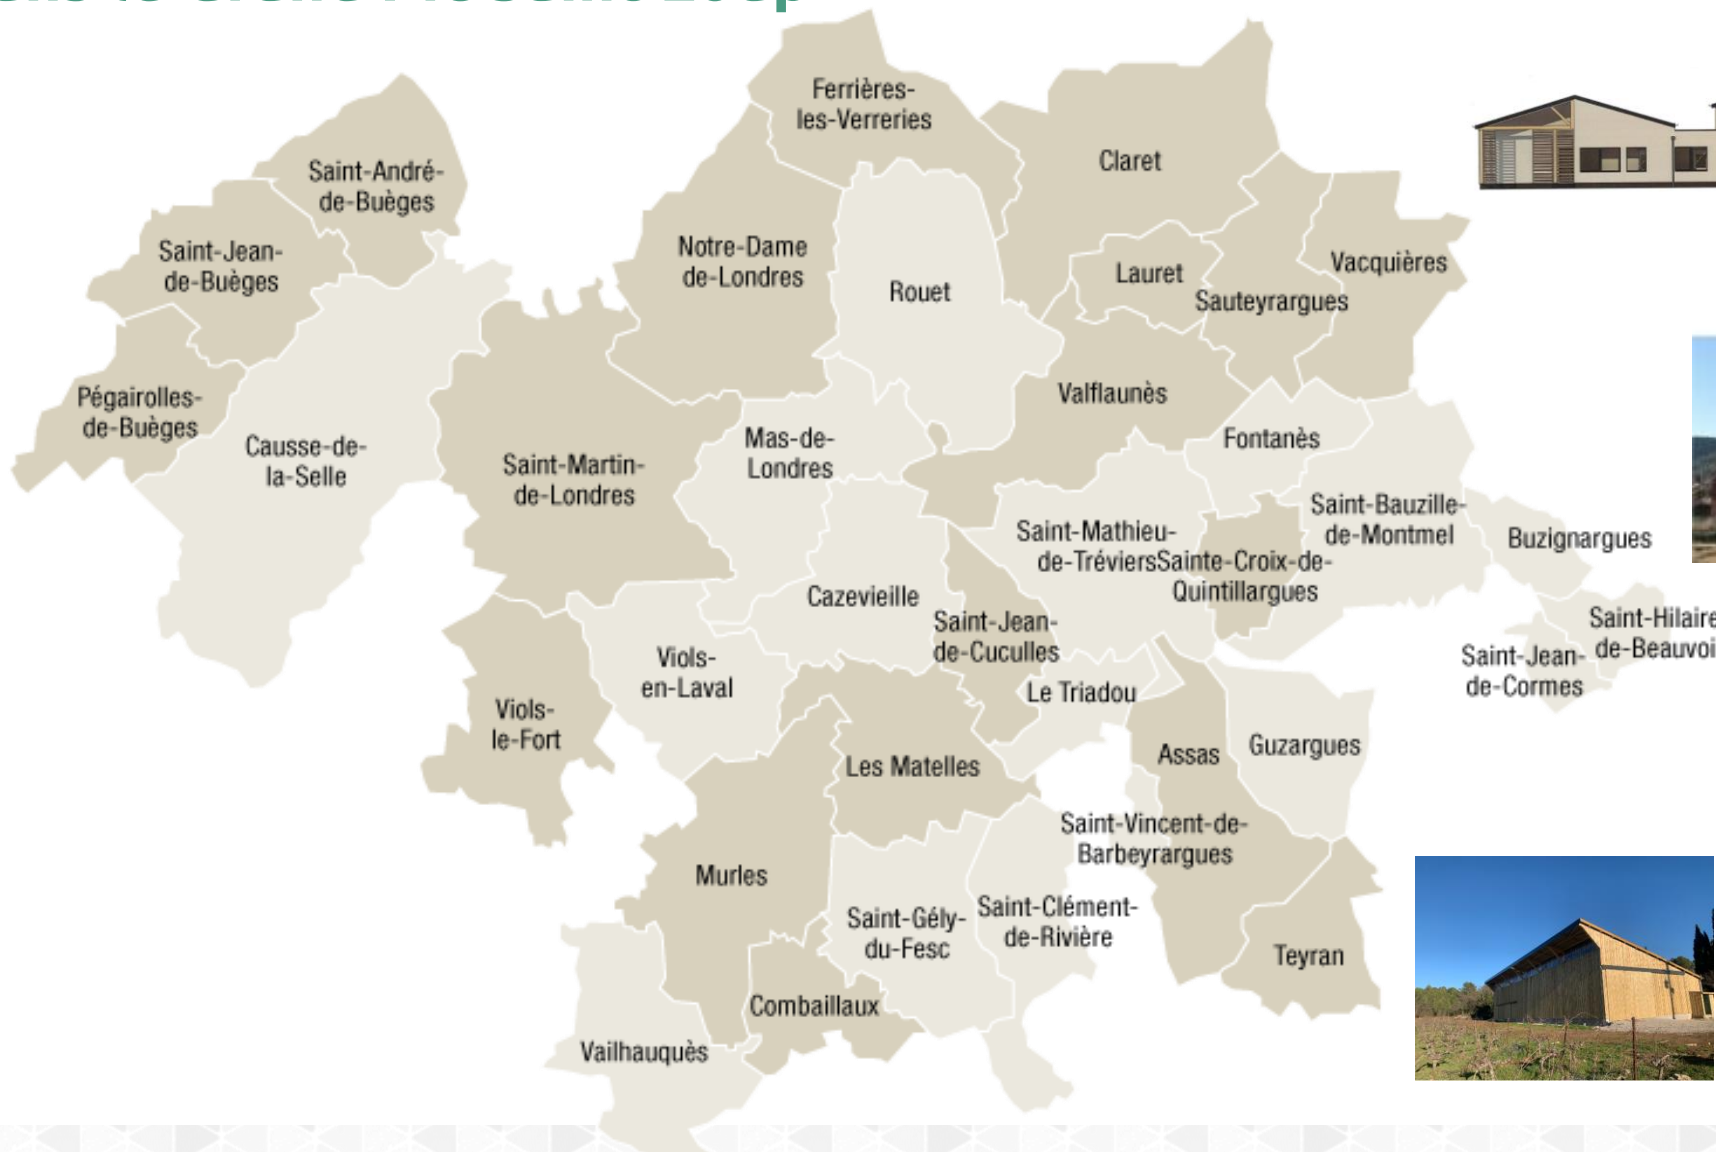 Ferrières-
les-Verreries
Claret
Saint-André-
de-Buèges
Saint-Jean-
de-Buèges
Notre-Dame
de-Londres
Rouet
Lauret
Vacquières
Sauteyrargues
Pégairolles-
de-Buèges
Causse-de-
la-Selle
Saint-Martin-
de-Londres
Mas-de-
Londres
Valflaunès
Fontanès
Saint-Bauzille-
de-Montmel
Buzignargues
Saint-Mathieu-
de-Tréviers
Sainte-Croix-de-
Quintillargues
Cazevieille
Saint-Jean-
de-Cuculles
Saint-Hilaire
de-Beauvoi
Saint-Jean-
de-Cormes
Viols-
en-Laval
Le Triadou
Viols-
le-Fort
Les Matelles
Assas
Guzargues
Saint-Vincent-de-
Barbeyrargues
Murles
Saint-Gély-
du-Fesc
Saint-Clément-
de-Rivière
Teyran
Combaillaux
Vailhauquès